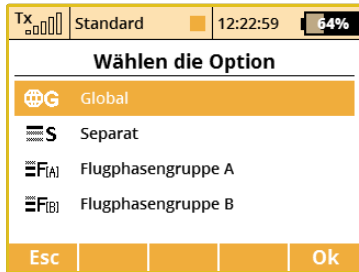 Tx Standard 12:22:59 64%
Wählen die Option
G Global
S Separat
F[A] Flugphasengruppe A
F[B] Flugphasengruppe B
Esc Ok